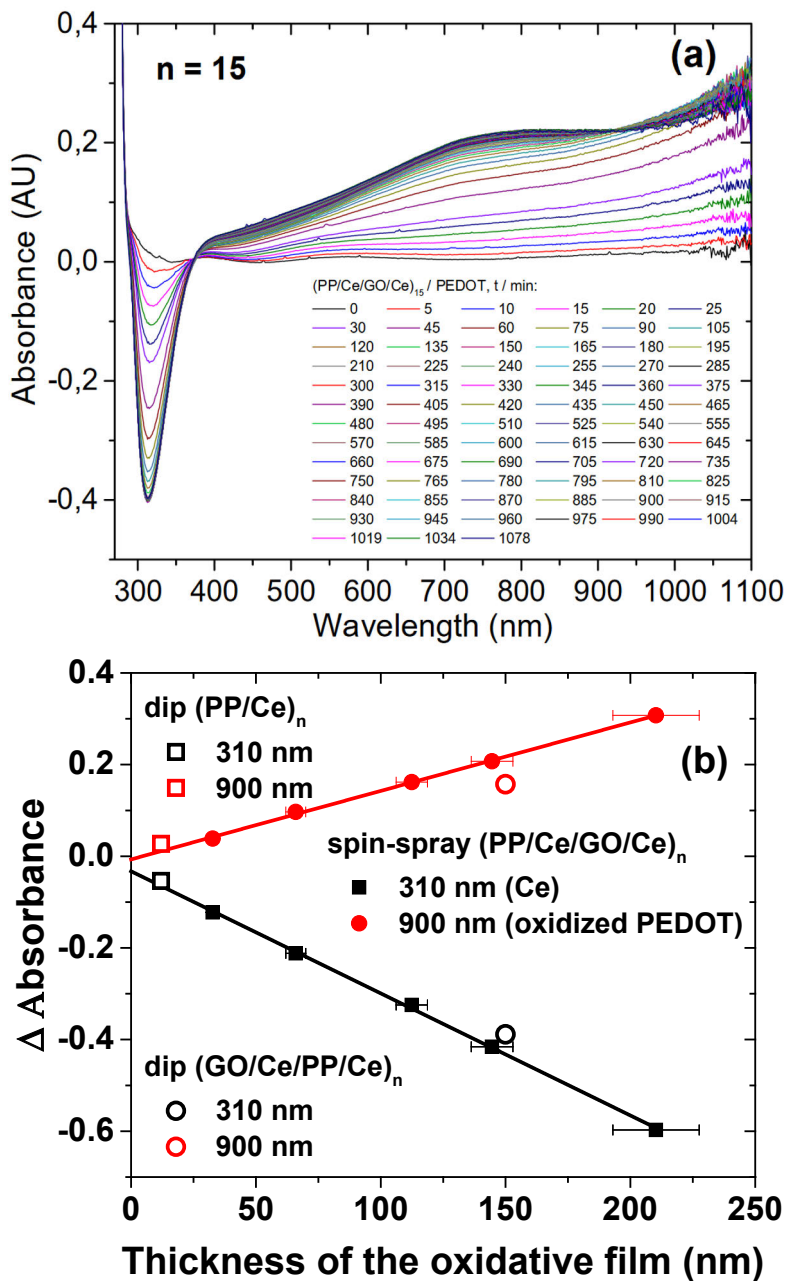 0,4
n = 15
(a)
0,2
0,0
-0,2
-0,4
Absorbance (AU)
(PP/Ce/GO/Ce)15 / PEDOT, t / min:
0 5 10 15 20 25
30 45 60 75 90 105
120 135 150 165 180 195
210 225 240 255 270 285
300 315 330 345 360 375
390 405 420 435 450 465
480 495 510 525 540 555
570 585 600 615 630 645
660 675 690 705 720 735
750 765 780 795 810 825
840 855 870 885 900 915
930 945 960 975 990 1004
1019 1034 1078
300 400 500 600 700 800 900 1000 1100
Wavelength (nm)
0.4
dip (PP/Ce)n
310 nm
900 nm
(b)
0.2
0.0
-0.2
-0.4
-0.6
Δ Absorbance
spin-spray (PP/Ce/GO/Ce)n
310 nm (Ce)
900 nm (oxidized PEDOT)
dip (GO/Ce/PP/Ce)n
310 nm
900 nm
0 50 100 150 200 250
Thickness of the oxidative film (nm)